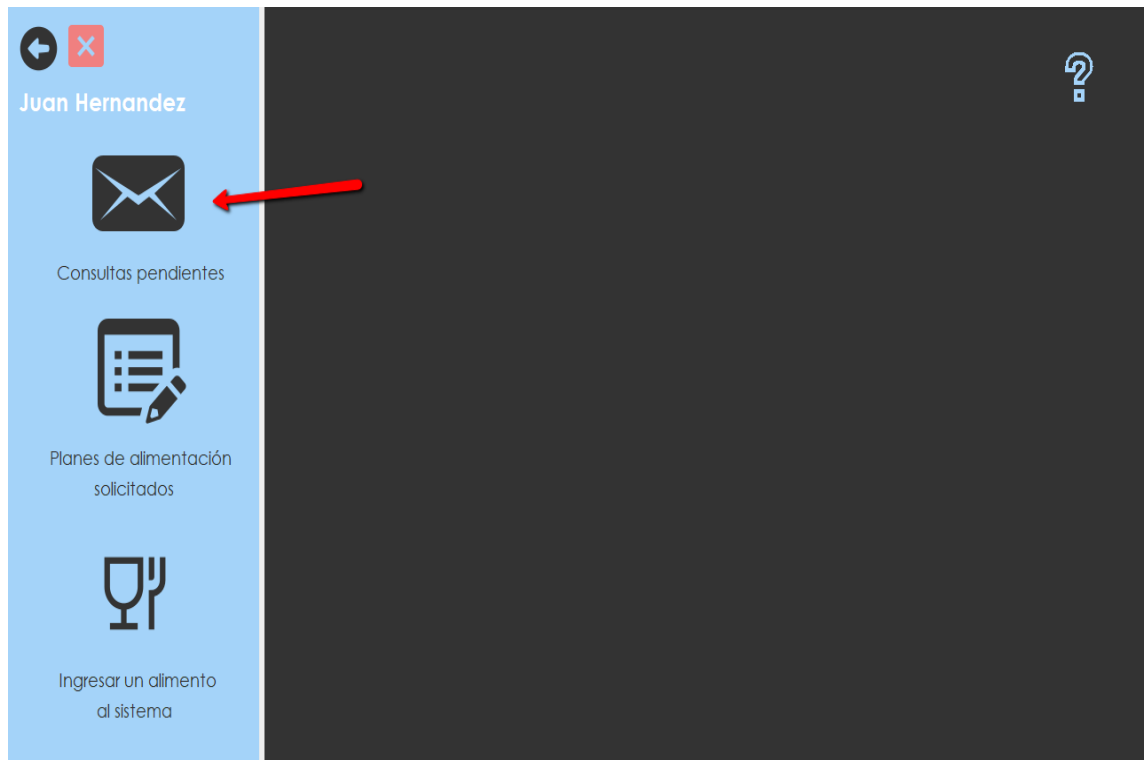 Juan Hernandez
Consultas pendientes
Planes de alimentación
solicitados
Ingresar un alimento
al sistema